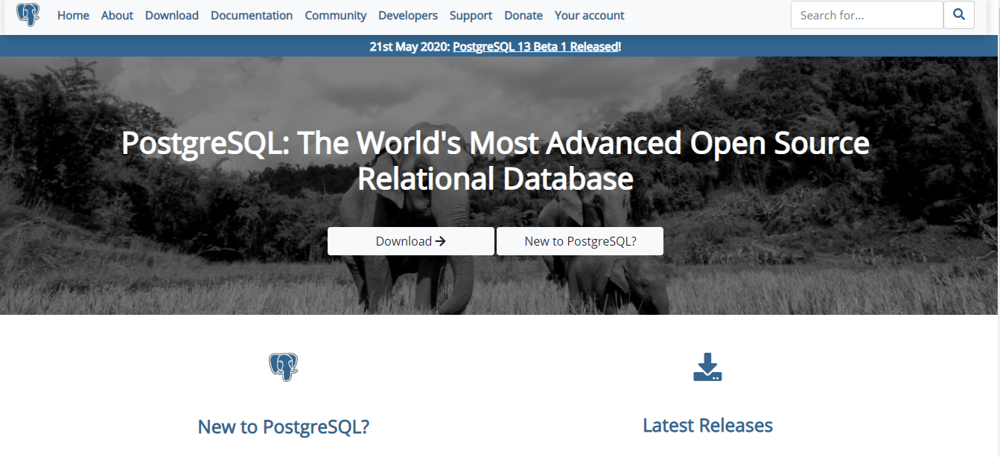 Home About Download Documentation Community Developers Support Donate Your account Search for...
21st May 2020: PostgreSQL 13 Beta 1 Released!
PostgreSQL: The World's Most Advanced Open Source
Relational Database
Download New to PostgreSQL?
New to PostgreSQL? Latest Releases